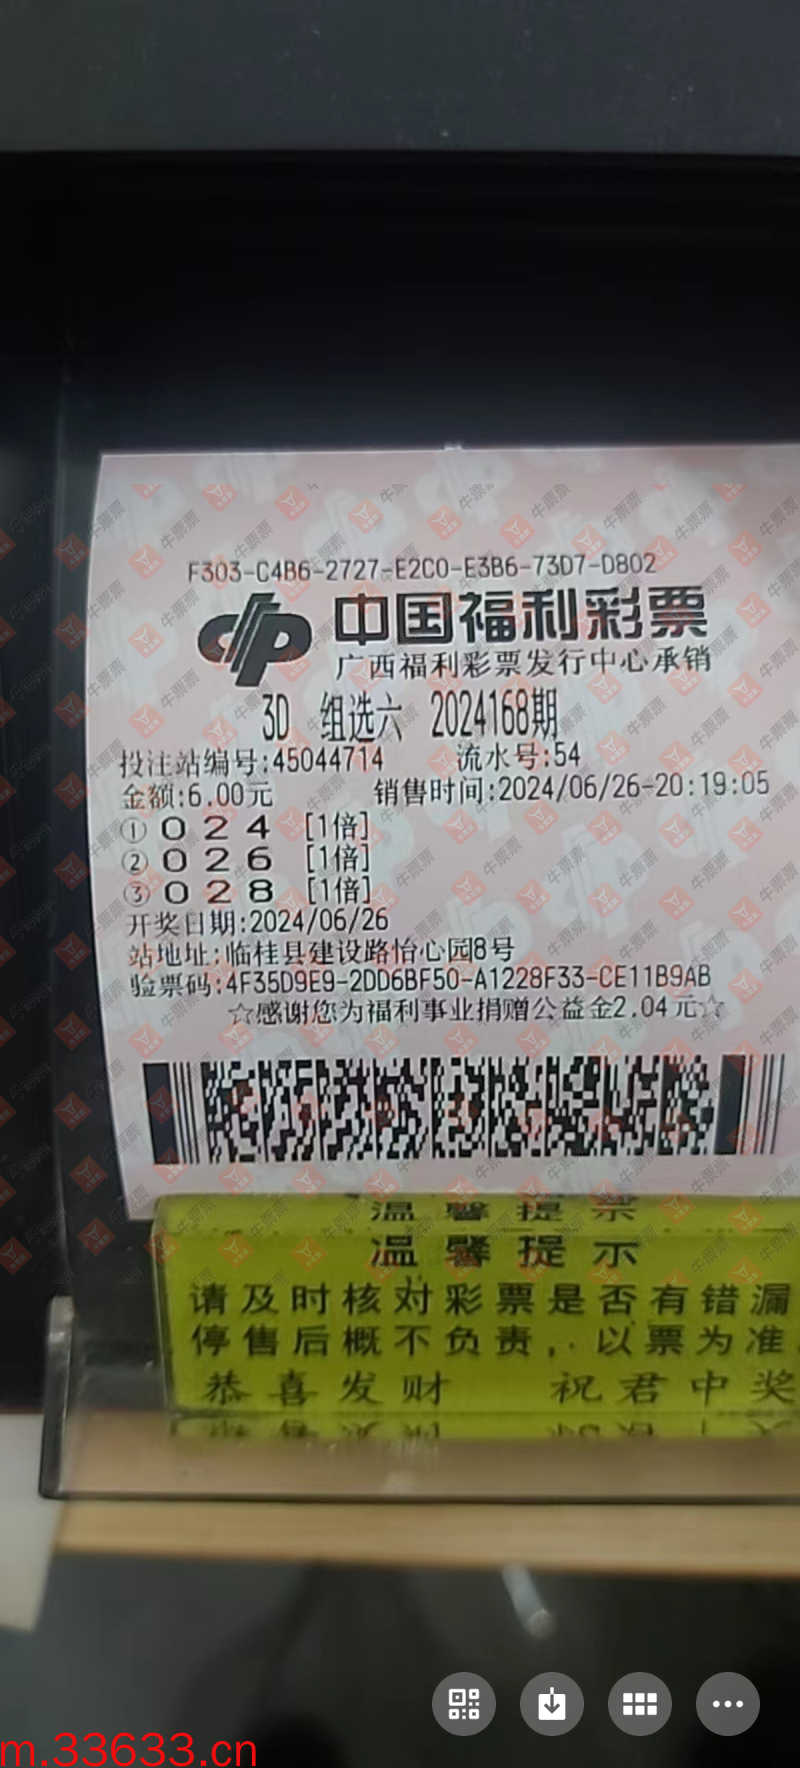 F303-C4B6-2727-E2C0-E3B6-73D7-D802
中国福利彩票
广西福利彩票发行中心承销
3D 组选六 2024168期
投注站编号:45044714 流水号:54
金额:6.00元 销售时间:2024/06/26-20:19:05
① 0 2 4 [1倍]
② 0 2 6 [1倍]
③ 0 2 8 [1倍]
开奖日期:2024/06/26
站地址:临桂县建设路怡心园8号
验票码:4F35D9E9-2DD6BF50-A1228F33-CE11B9AB
☆感谢您为福利事业捐赠公益金2.04元☆
温馨提示
请及时核对彩票是否有错漏
停售后概不负责,以票为准
恭喜发财 祝君中奖
m.33633.cn